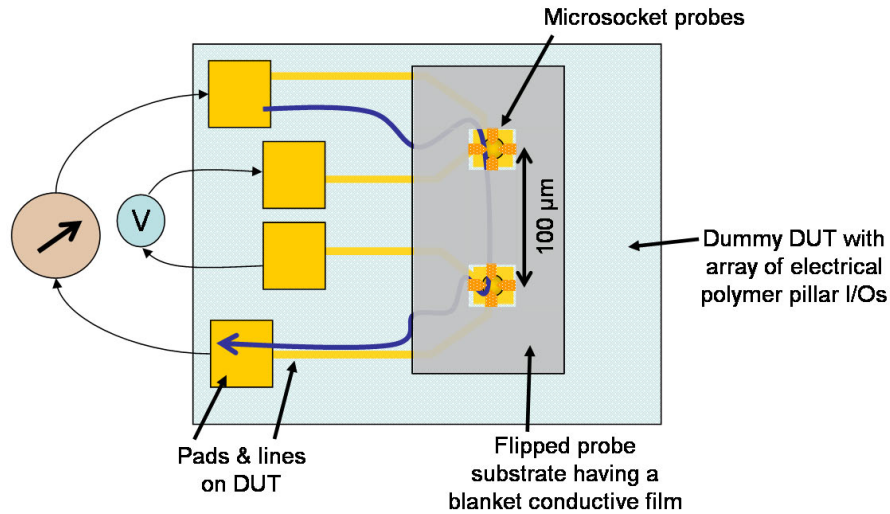 Microsocket probes
V
100 µm
Dummy DUT with
array of electrical
polymer pillar I/Os
Pads & lines
on DUT
Flipped probe
substrate having a
blanket conductive film